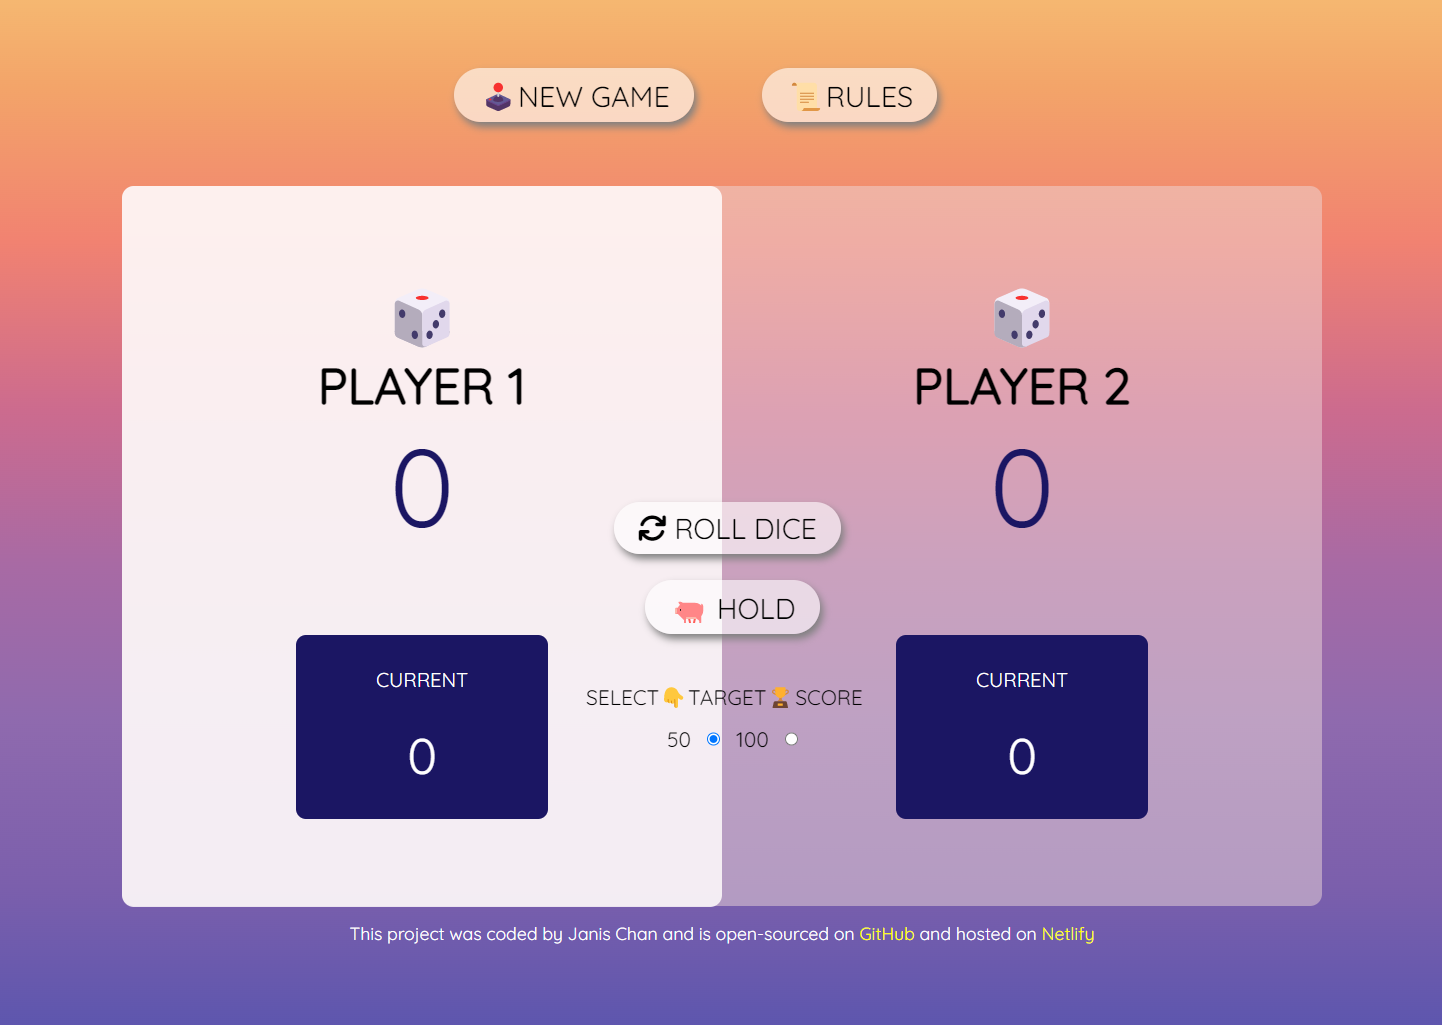 NEW GAME
RULES
PLAYER 1
0
PLAYER 2
0
ROLL DICE
HOLD
CURRENT
0
SELECT👇TARGET🏆SCORE
50 100
CURRENT
0
This project was coded by Janis Chan and is open-sourced on GitHub and hosted on Netlify